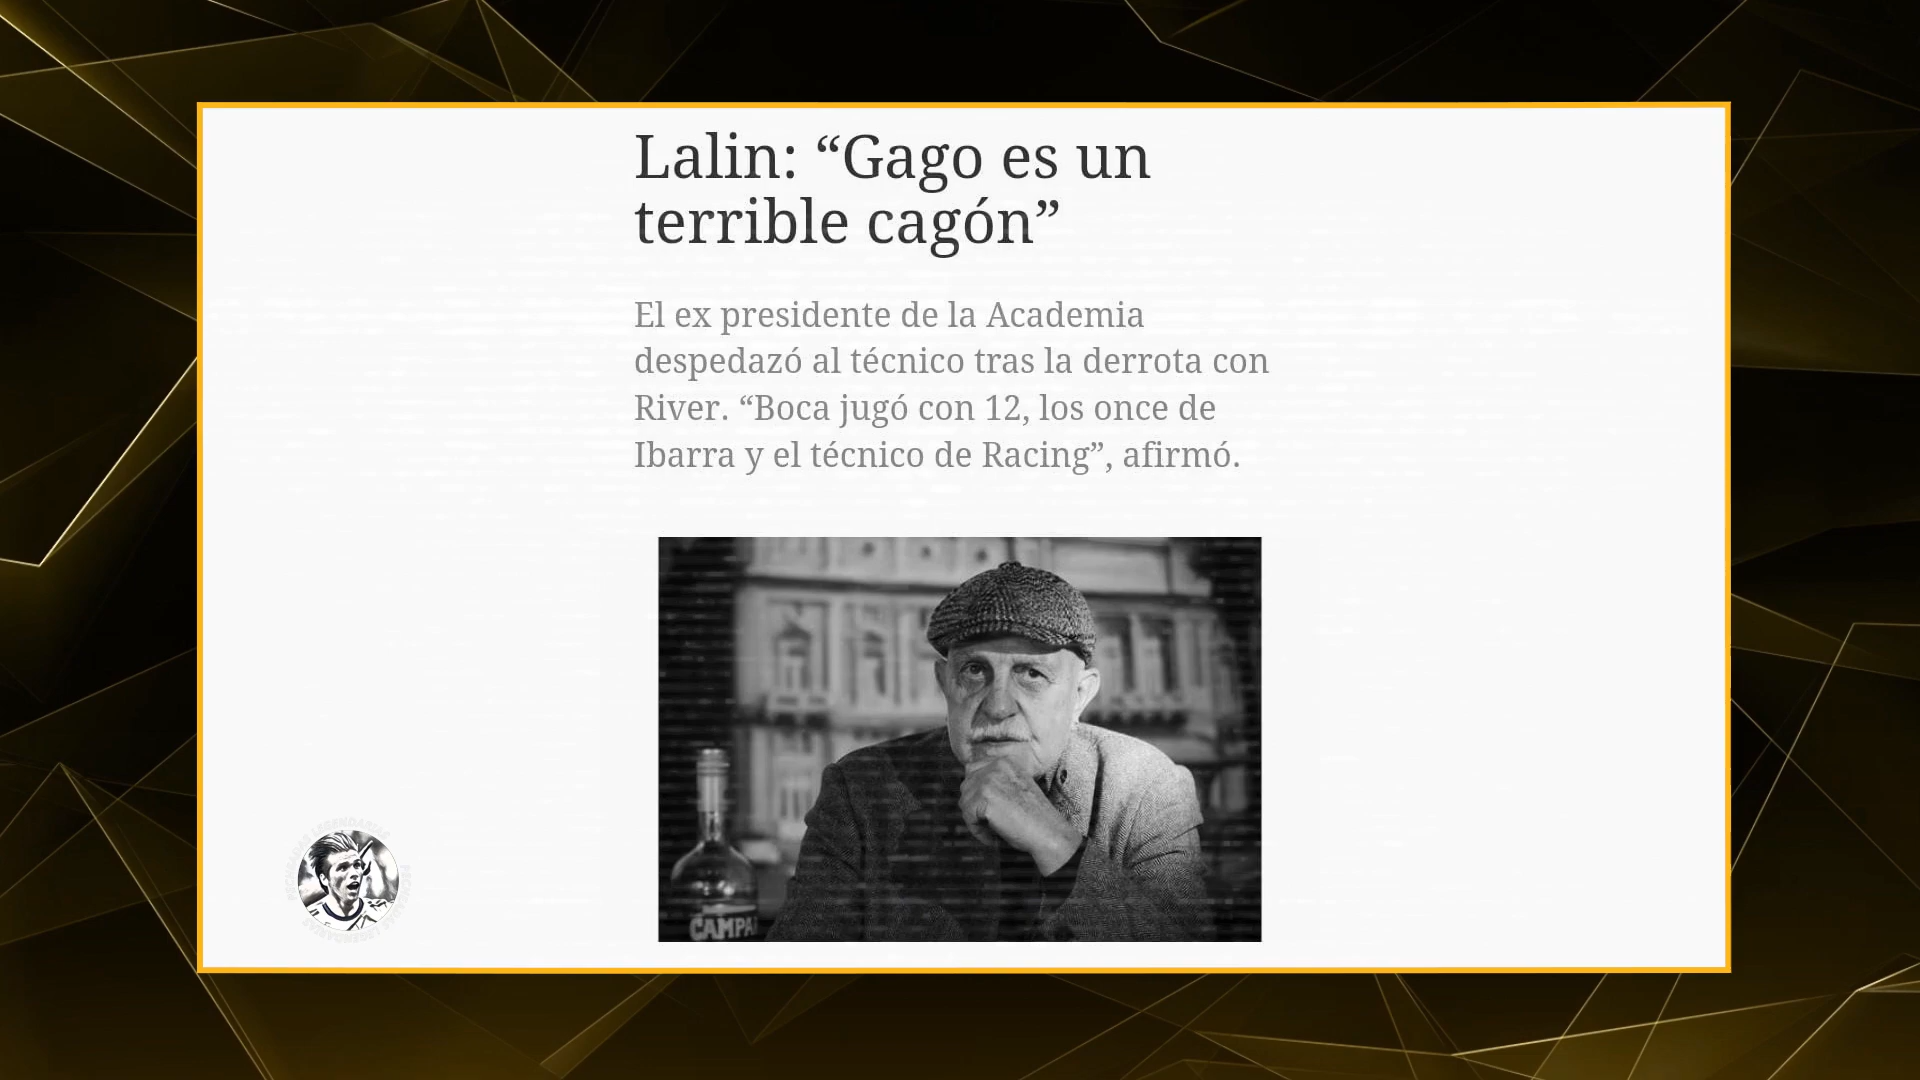 Lalin: “Gago es un
terrible cagón”
El ex presidente de la Academia
despedazó al técnico tras la derrota con
River. “Boca jugó con 12, los once de
Ibarra y el técnico de Racing”, afirmó.
CAMPA